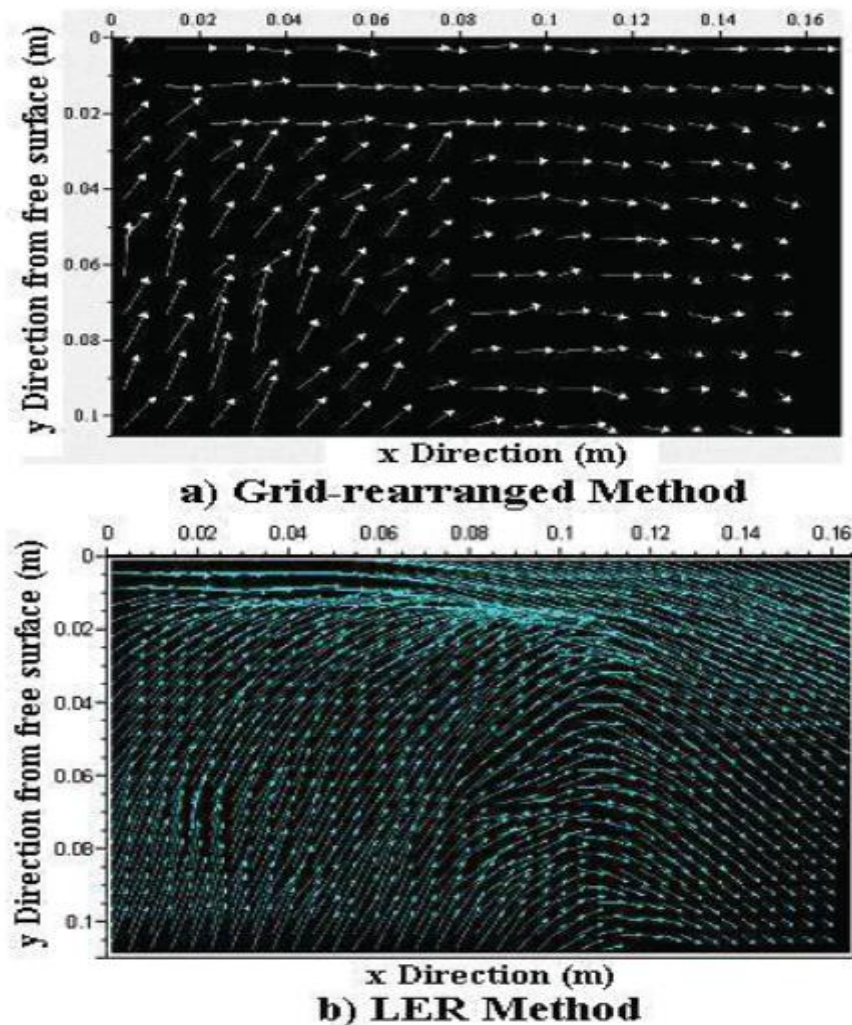 0 0.02 0.04 0.06 0.08 0.1 0.12 0.14 0.16
y Direction from free surface (m)
0
0.02
0.04
0.06
0.08
0.1
x Direction (m)
a) Grid-rearranged Method
0 0.02 0.04 0.06 0.08 0.1 0.12 0.14 0.16
y Direction from free surface (m)
0
0.02
0.04
0.06
0.08
0.1
x Direction (m)
b) LER Method